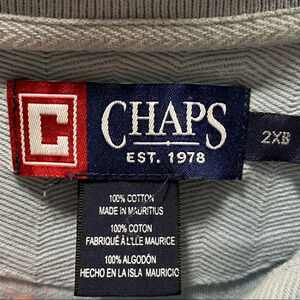 C
CHAPS
EST. 1978
2XB
100% COTTON
MADE IN MAURITIUS
100% COTON
FABRIQUÉ À L'ILE MAURICE
100% ALGODÓN
HECHO EN LA ISLA MAURICIO